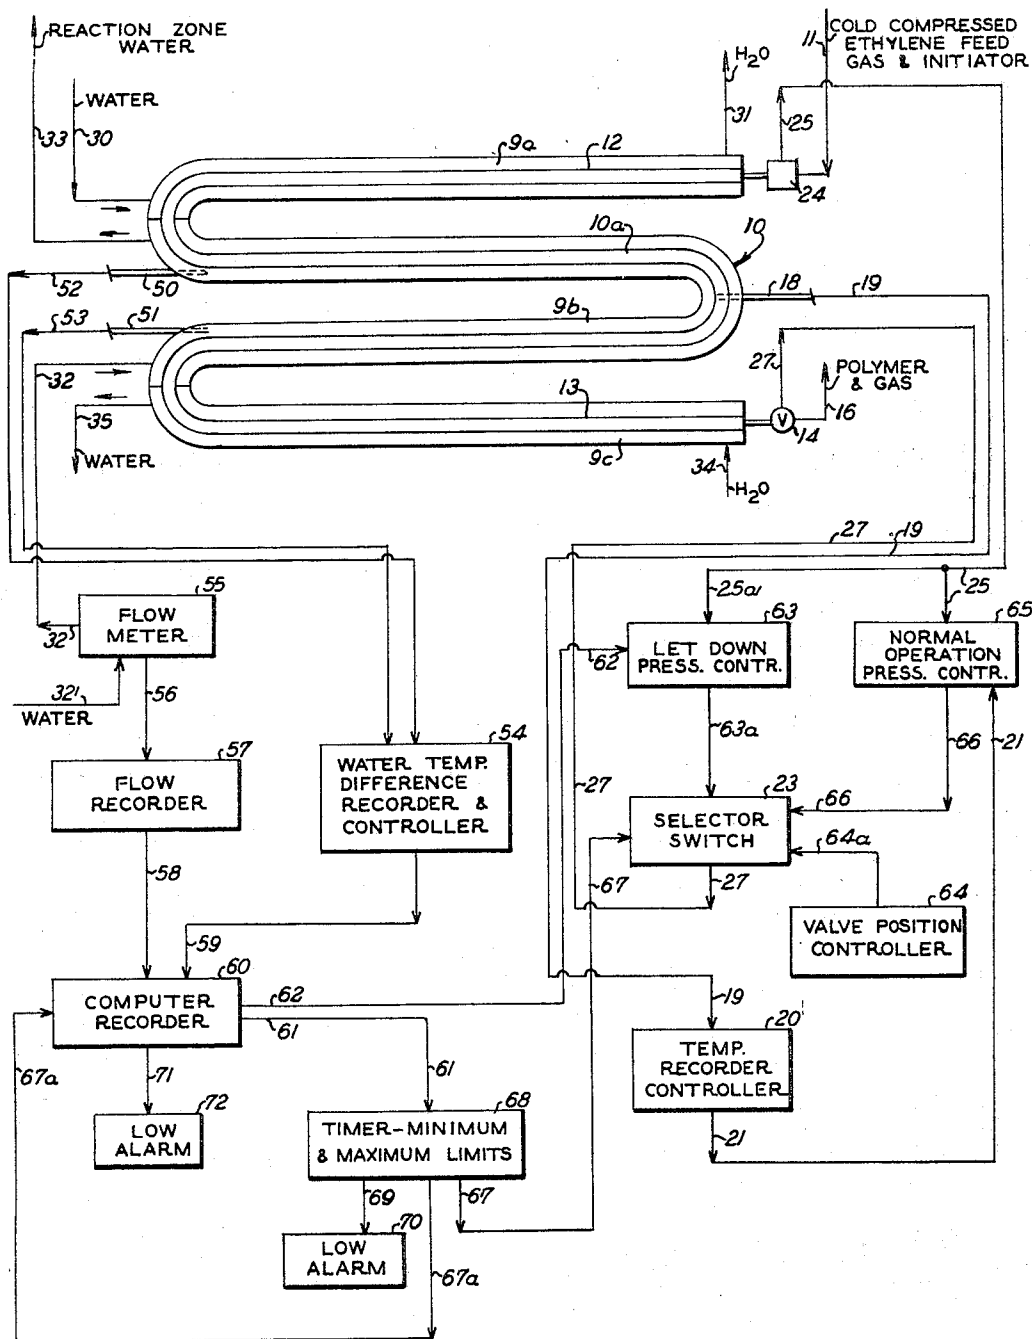 REACTION ZONE
WATER
WATER
33
30
H2O
31
11
COLD COMPRESSED
ETHYLENE FEED
GAS & INITIATOR
25
24
9a
12
10a
10
52
50
18
19
53
51
9b
32
27
POLYMER
& GAS
13
V
14
16
35
9c
34
WATER
H2O
27
19
25a
25
55
FLOW
METER
32
32'
WATER
56
63
LET DOWN
PRESS. CONTR.
62
65
NORMAL
OPERATION
PRESS. CONTR.
63a
66
21
57
FLOW
RECORDER
54
WATER TEMP.
DIFFERENCE
RECORDER &
CONTROLLER
27
23
SELECTOR
SWITCH
66
64a
58
67
27
64
VALVE POSITION
CONTROLLER
59
60
COMPUTER
RECORDER
62
61
19
20
TEMP.
RECORDER
CONTROLLER
67a
71
61
72
LOW
ALARM
68
TIMER-MINIMUM
& MAXIMUM LIMITS
21
69
67
70
LOW
ALARM
67a